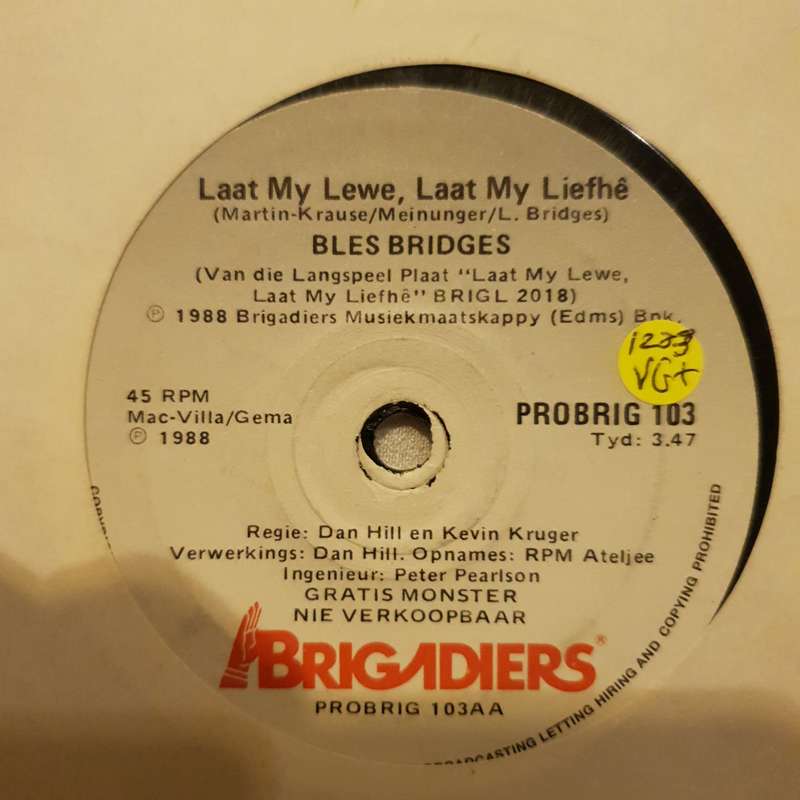 Laat My Lewe, Laat My Liefhê
(Martin-Krause/Meinunger/L. Bridges)
BLES BRIDGES
(Van die Langspeel Plaat "Laat My Lewe,
Laat My Liefhê" BRIGL 2018)
℗ 1988 Brigadiers Musiekmaatskappy (Edms) Bpk.
VG+
45 RPM
Mac-Villa/Gema
℗ 1988
PROBRIG 103
Tyd: 3.47
Regie: Dan Hill en Kevin Kruger
Verwerkings: Dan Hill. Opnames: RPM Ateljee
Ingenieur: Peter Pearlson
GRATIS MONSTER
NIE VERKOOPBAAR
BRIGADIERS®
PROBRIG 103AA
BROADCASTING LETTING HIRING AND COPYING PROHIBITED